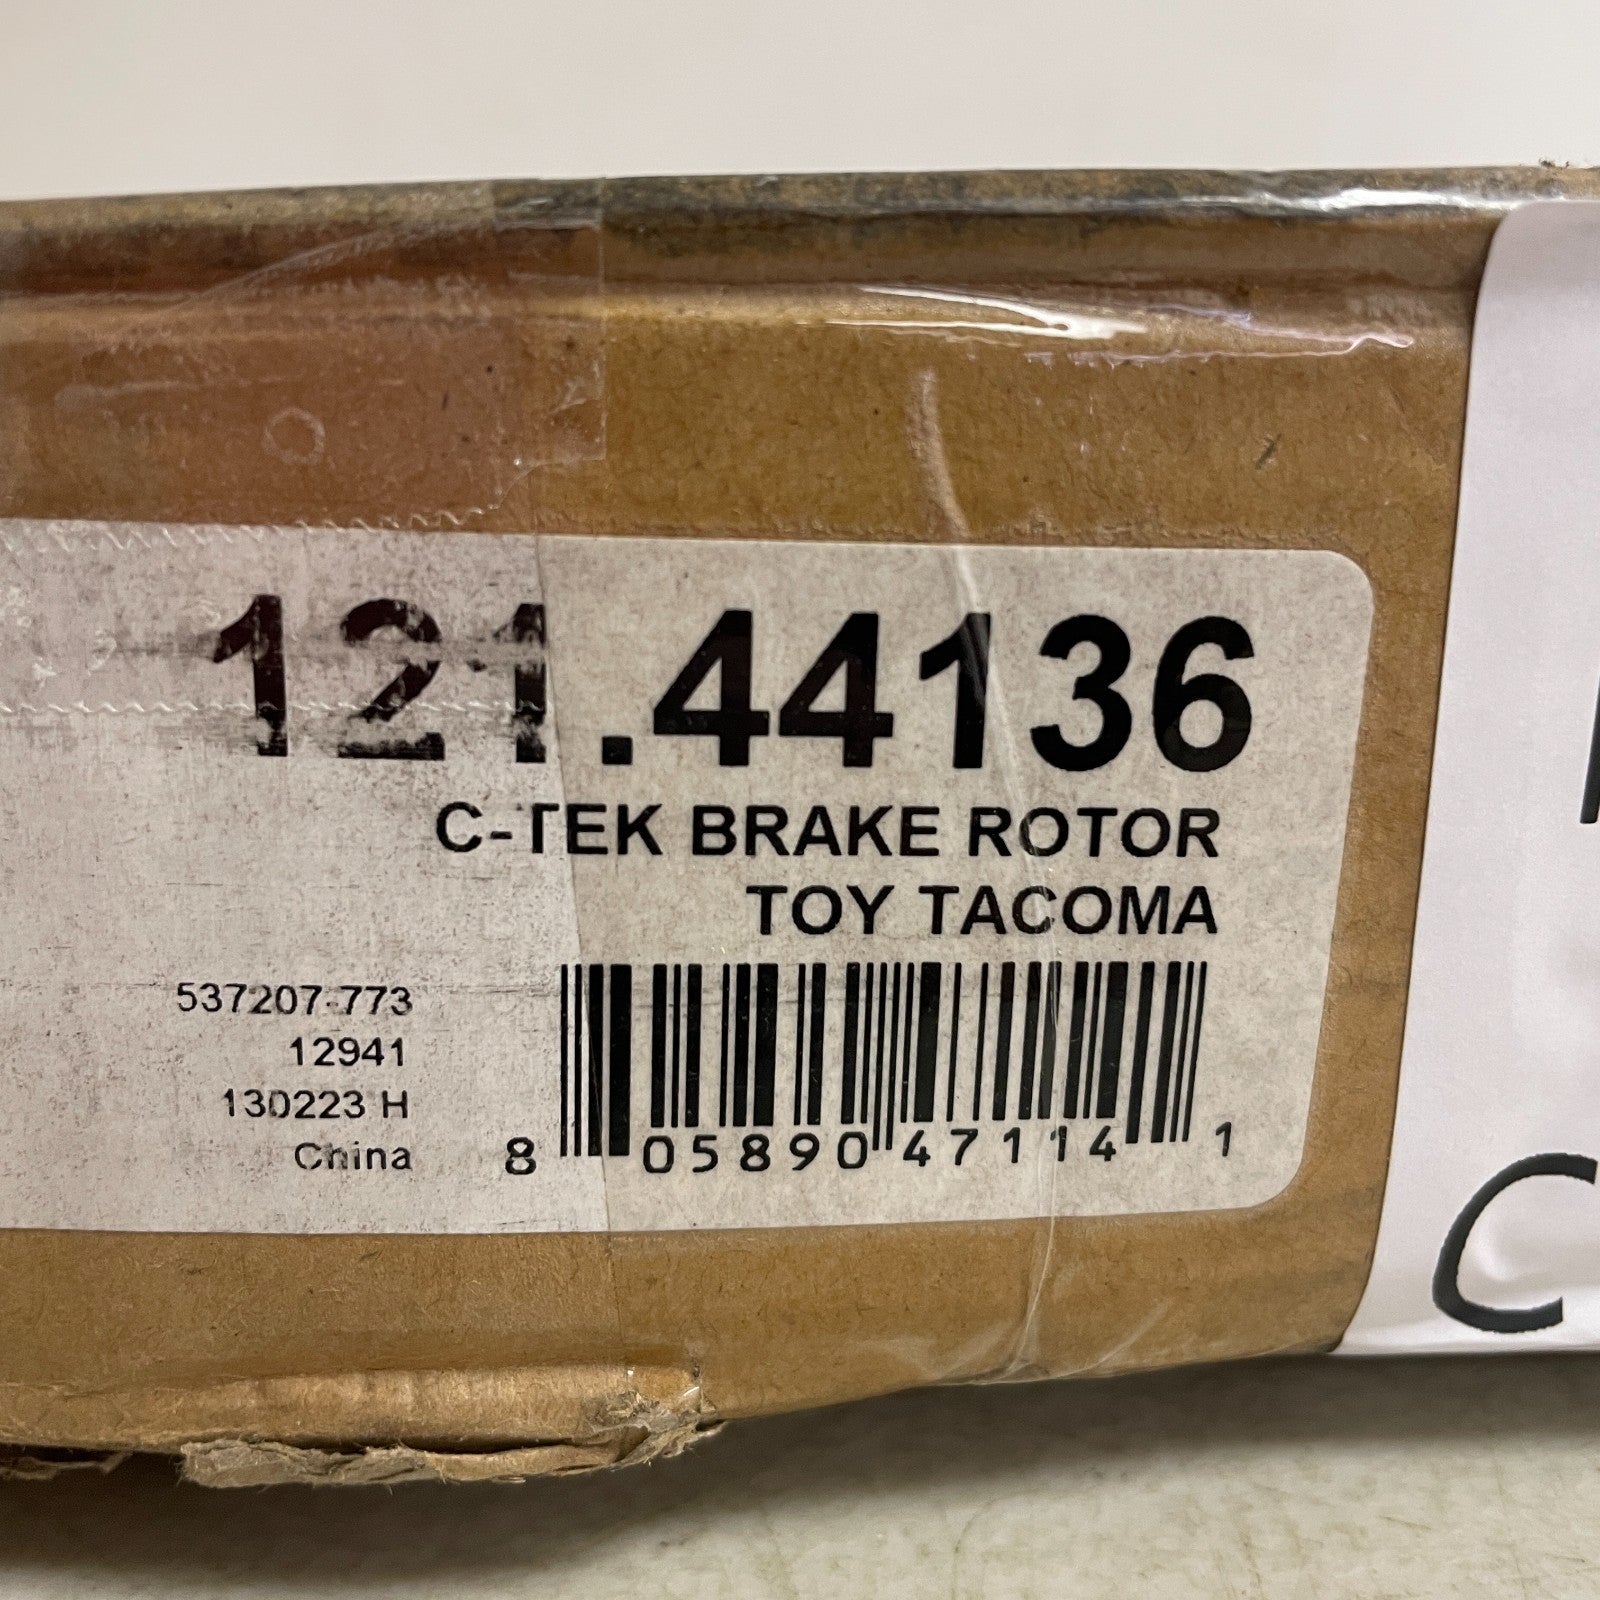 121.44136
C-TEK BRAKE ROTOR
TOY TACOMA
537207-773
12941
130223 H
China
8 05890 47114 1
C